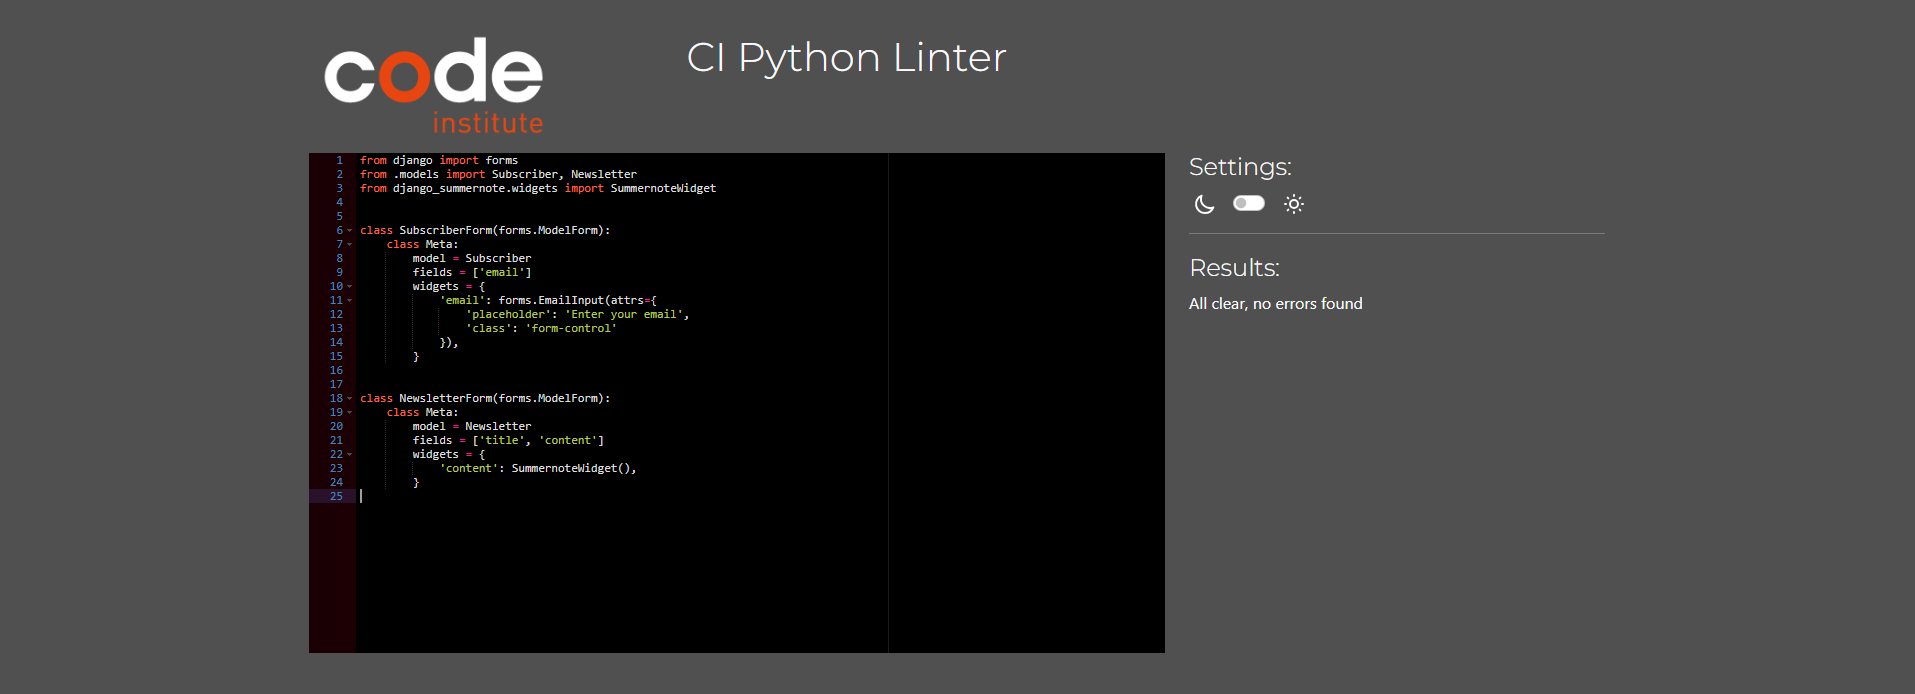 code
institute
CI Python Linter
1 from django import forms
2 from .models import Subscriber, Newsletter
3 from django_summernote.widgets import SummernoteWidget
4
5
6 class SubscriberForm(forms.ModelForm):
7     class Meta:
8         model = Subscriber
9         fields = ['email']
10         widgets = {
11             'email': forms.EmailInput(attrs={
12                 'placeholder': 'Enter your email',
13                 'class': 'form-control'
14             }),
15         }
16
17
18 class NewsletterForm(forms.ModelForm):
19     class Meta:
20         model = Newsletter
21         fields = ['title', 'content']
22         widgets = {
23             'content': SummernoteWidget(),
24         }
25
Settings:
Results:
All clear, no errors found